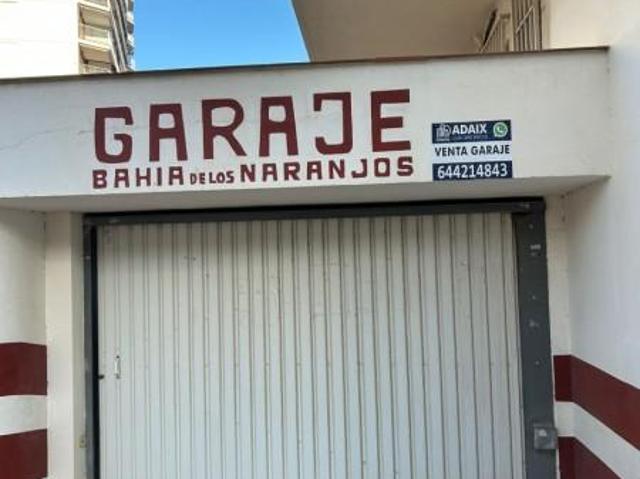 GARAJE
BAHIA DE LOS NARANJOS
ADAIX
VENTA GARAJE
644214843